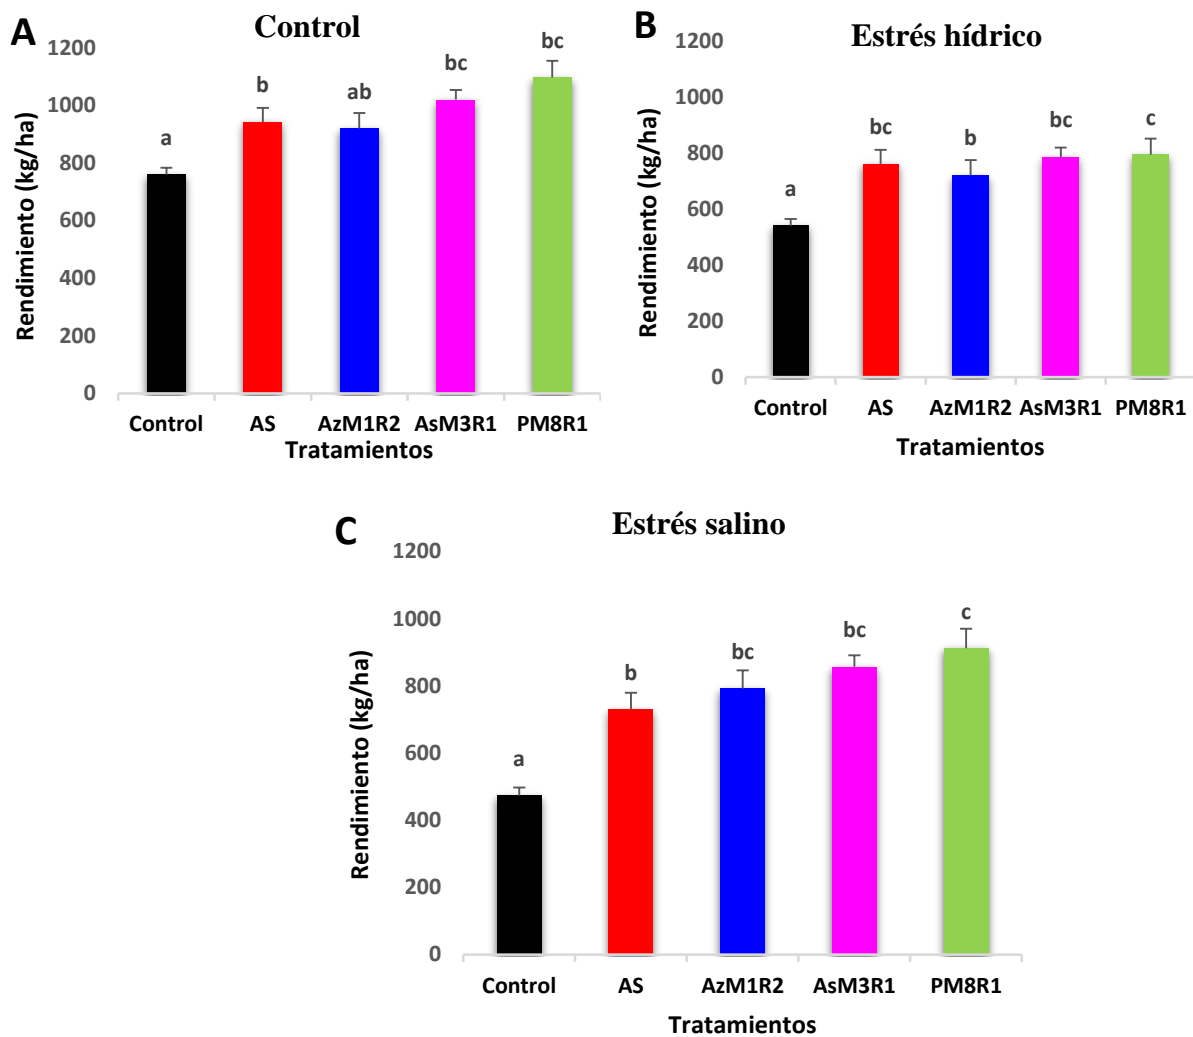 A
Control
Rendimiento (kg/ha)
1200
1000
800
600
400
200
0
a
b
ab
bc
bc
Control AS AzM1R2 AsM3R1 PM8R1
Tratamientos
B
Estrés hídrico
Rendimiento (kg/ha)
1200
1000
800
600
400
200
0
a
bc
b
bc
c
Control AS AzM1R2 AsM3R1 PM8R1
Tratamientos
C
Estrés salino
Rendimiento (kg/ha)
1200
1000
800
600
400
200
0
a
b
bc
bc
c
Control AS AzM1R2 AsM3R1 PM8R1
Tratamientos